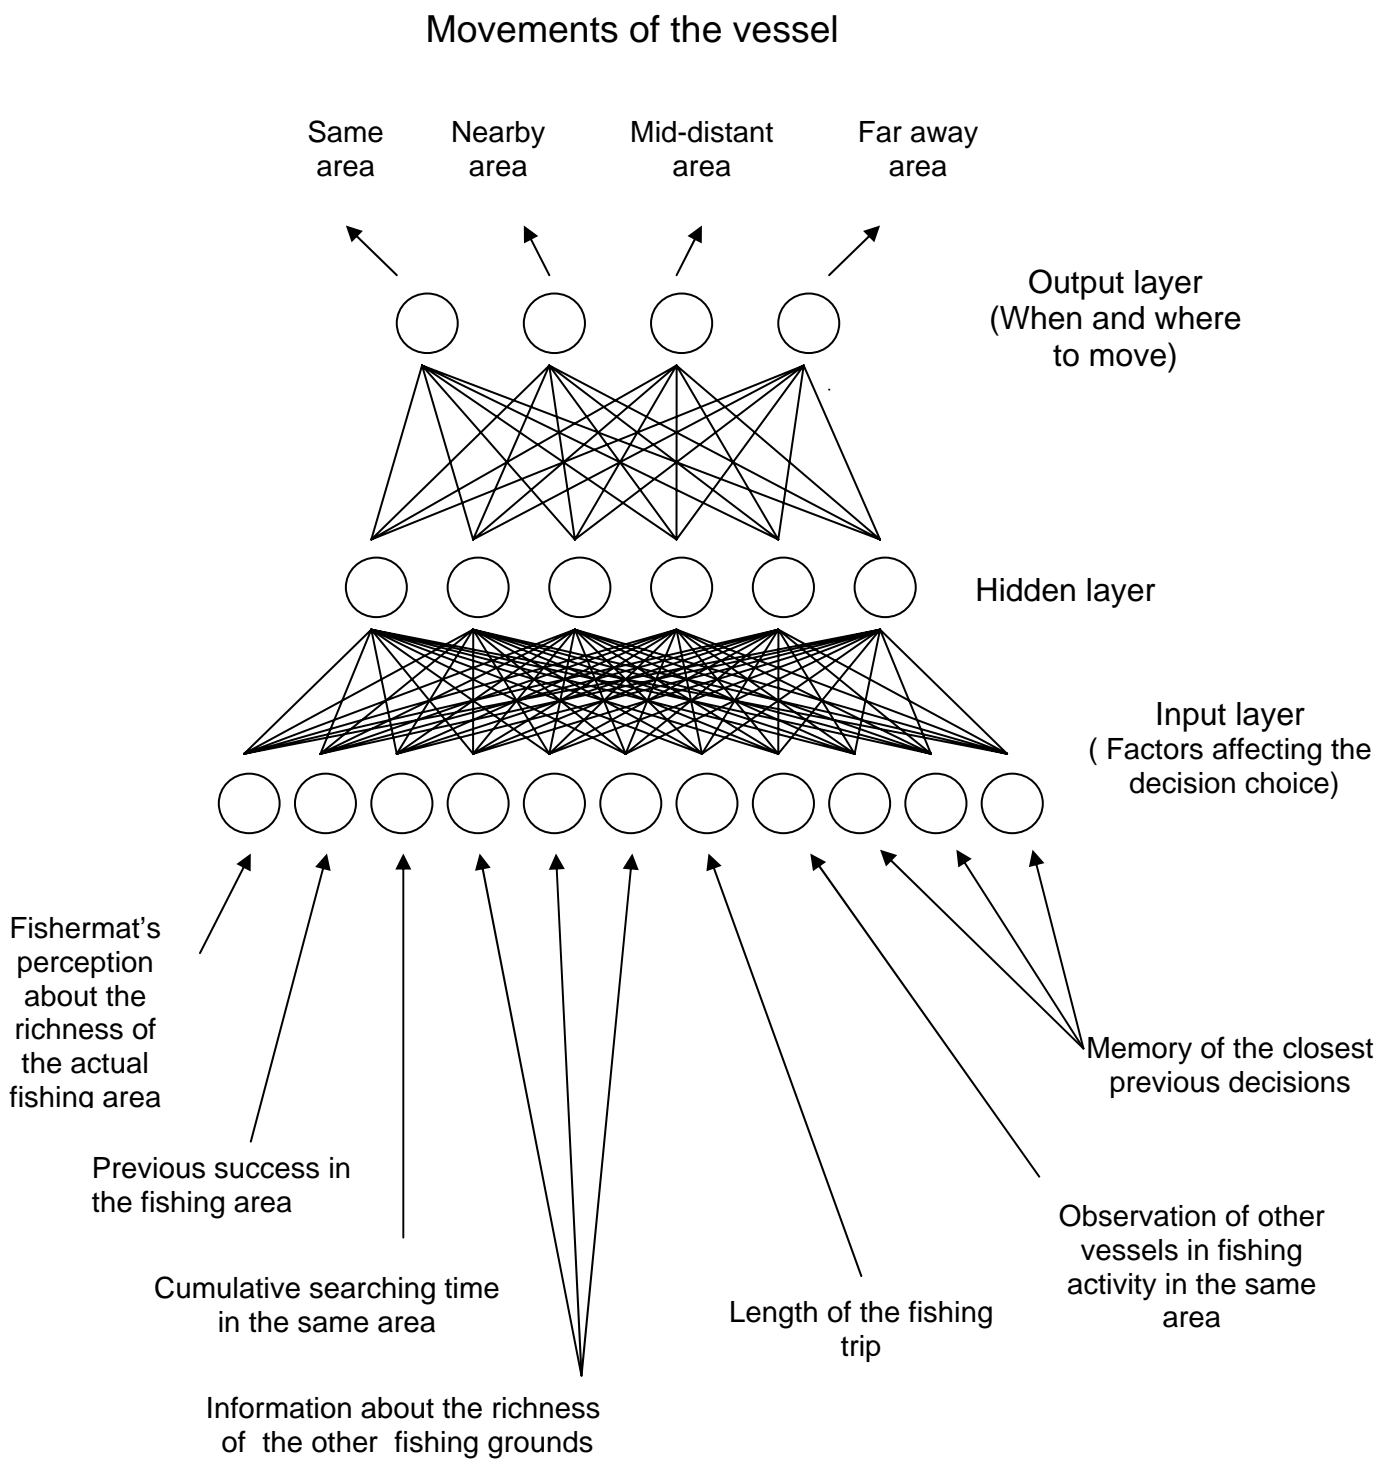 Movements of the vessel
Same
area
Nearby
area
Mid-distant
area
Far away
area
Output layer
(When and where
to move)
Hidden layer
Input layer
( Factors affecting the
decision choice)
Fishermat's
perception
about the
richness of
the actual
fishing area
Memory of the closest
previous decisions
Previous success in
the fishing area
Observation of other
vessels in fishing
activity in the same
area
Cumulative searching time
in the same area
Length of the fishing
trip
Information about the richness
of the other fishing grounds